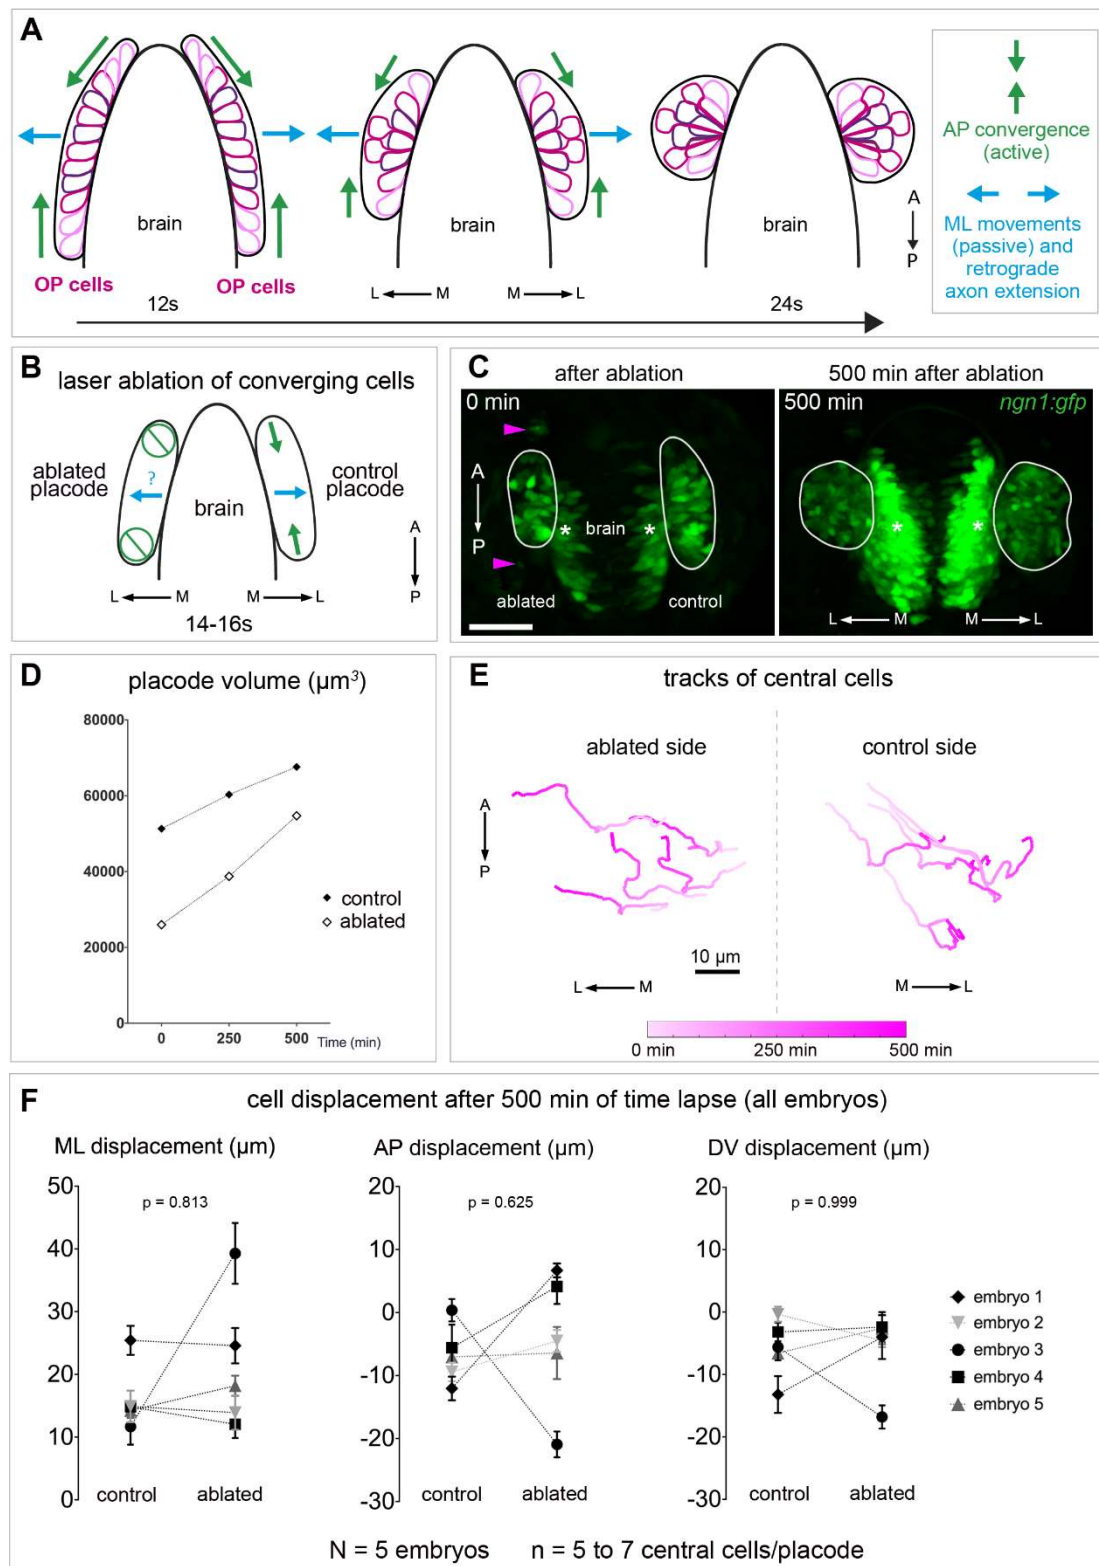 A
brain
brain
brain
OP cells
OP cells
12s
L M
M L
24s
A
P
AP convergence
(active)
ML movements
(passive) and
retrograde
axon extension
B
laser ablation of converging cells
ablated
placode
?
control
placode
brain
A
P
L M
M L
14-16s
C
after ablation
500 min after ablation
0 min
A
P
*
brain
*
ablated
control
500 min
ngn1:gfp
*
*
L M
M L
D
placode volume (µm³)
80000
60000
40000
20000
0
0
250
500
Time (min)
control
ablated
E
tracks of central cells
ablated side
control side
A
P
10 µm
L M
M L
0 min
250 min
500 min
F
cell displacement after 500 min of time lapse (all embryos)
ML displacement (µm)
50
40
30
20
10
0
p = 0.813
control
ablated
AP displacement (µm)
20
10
0
-10
-20
-30
p = 0.625
control
ablated
DV displacement (µm)
20
10
0
-10
-20
-30
p = 0.999
control
ablated
embryo 1
embryo 2
embryo 3
embryo 4
embryo 5
N = 5 embryos n = 5 to 7 central cells/placode